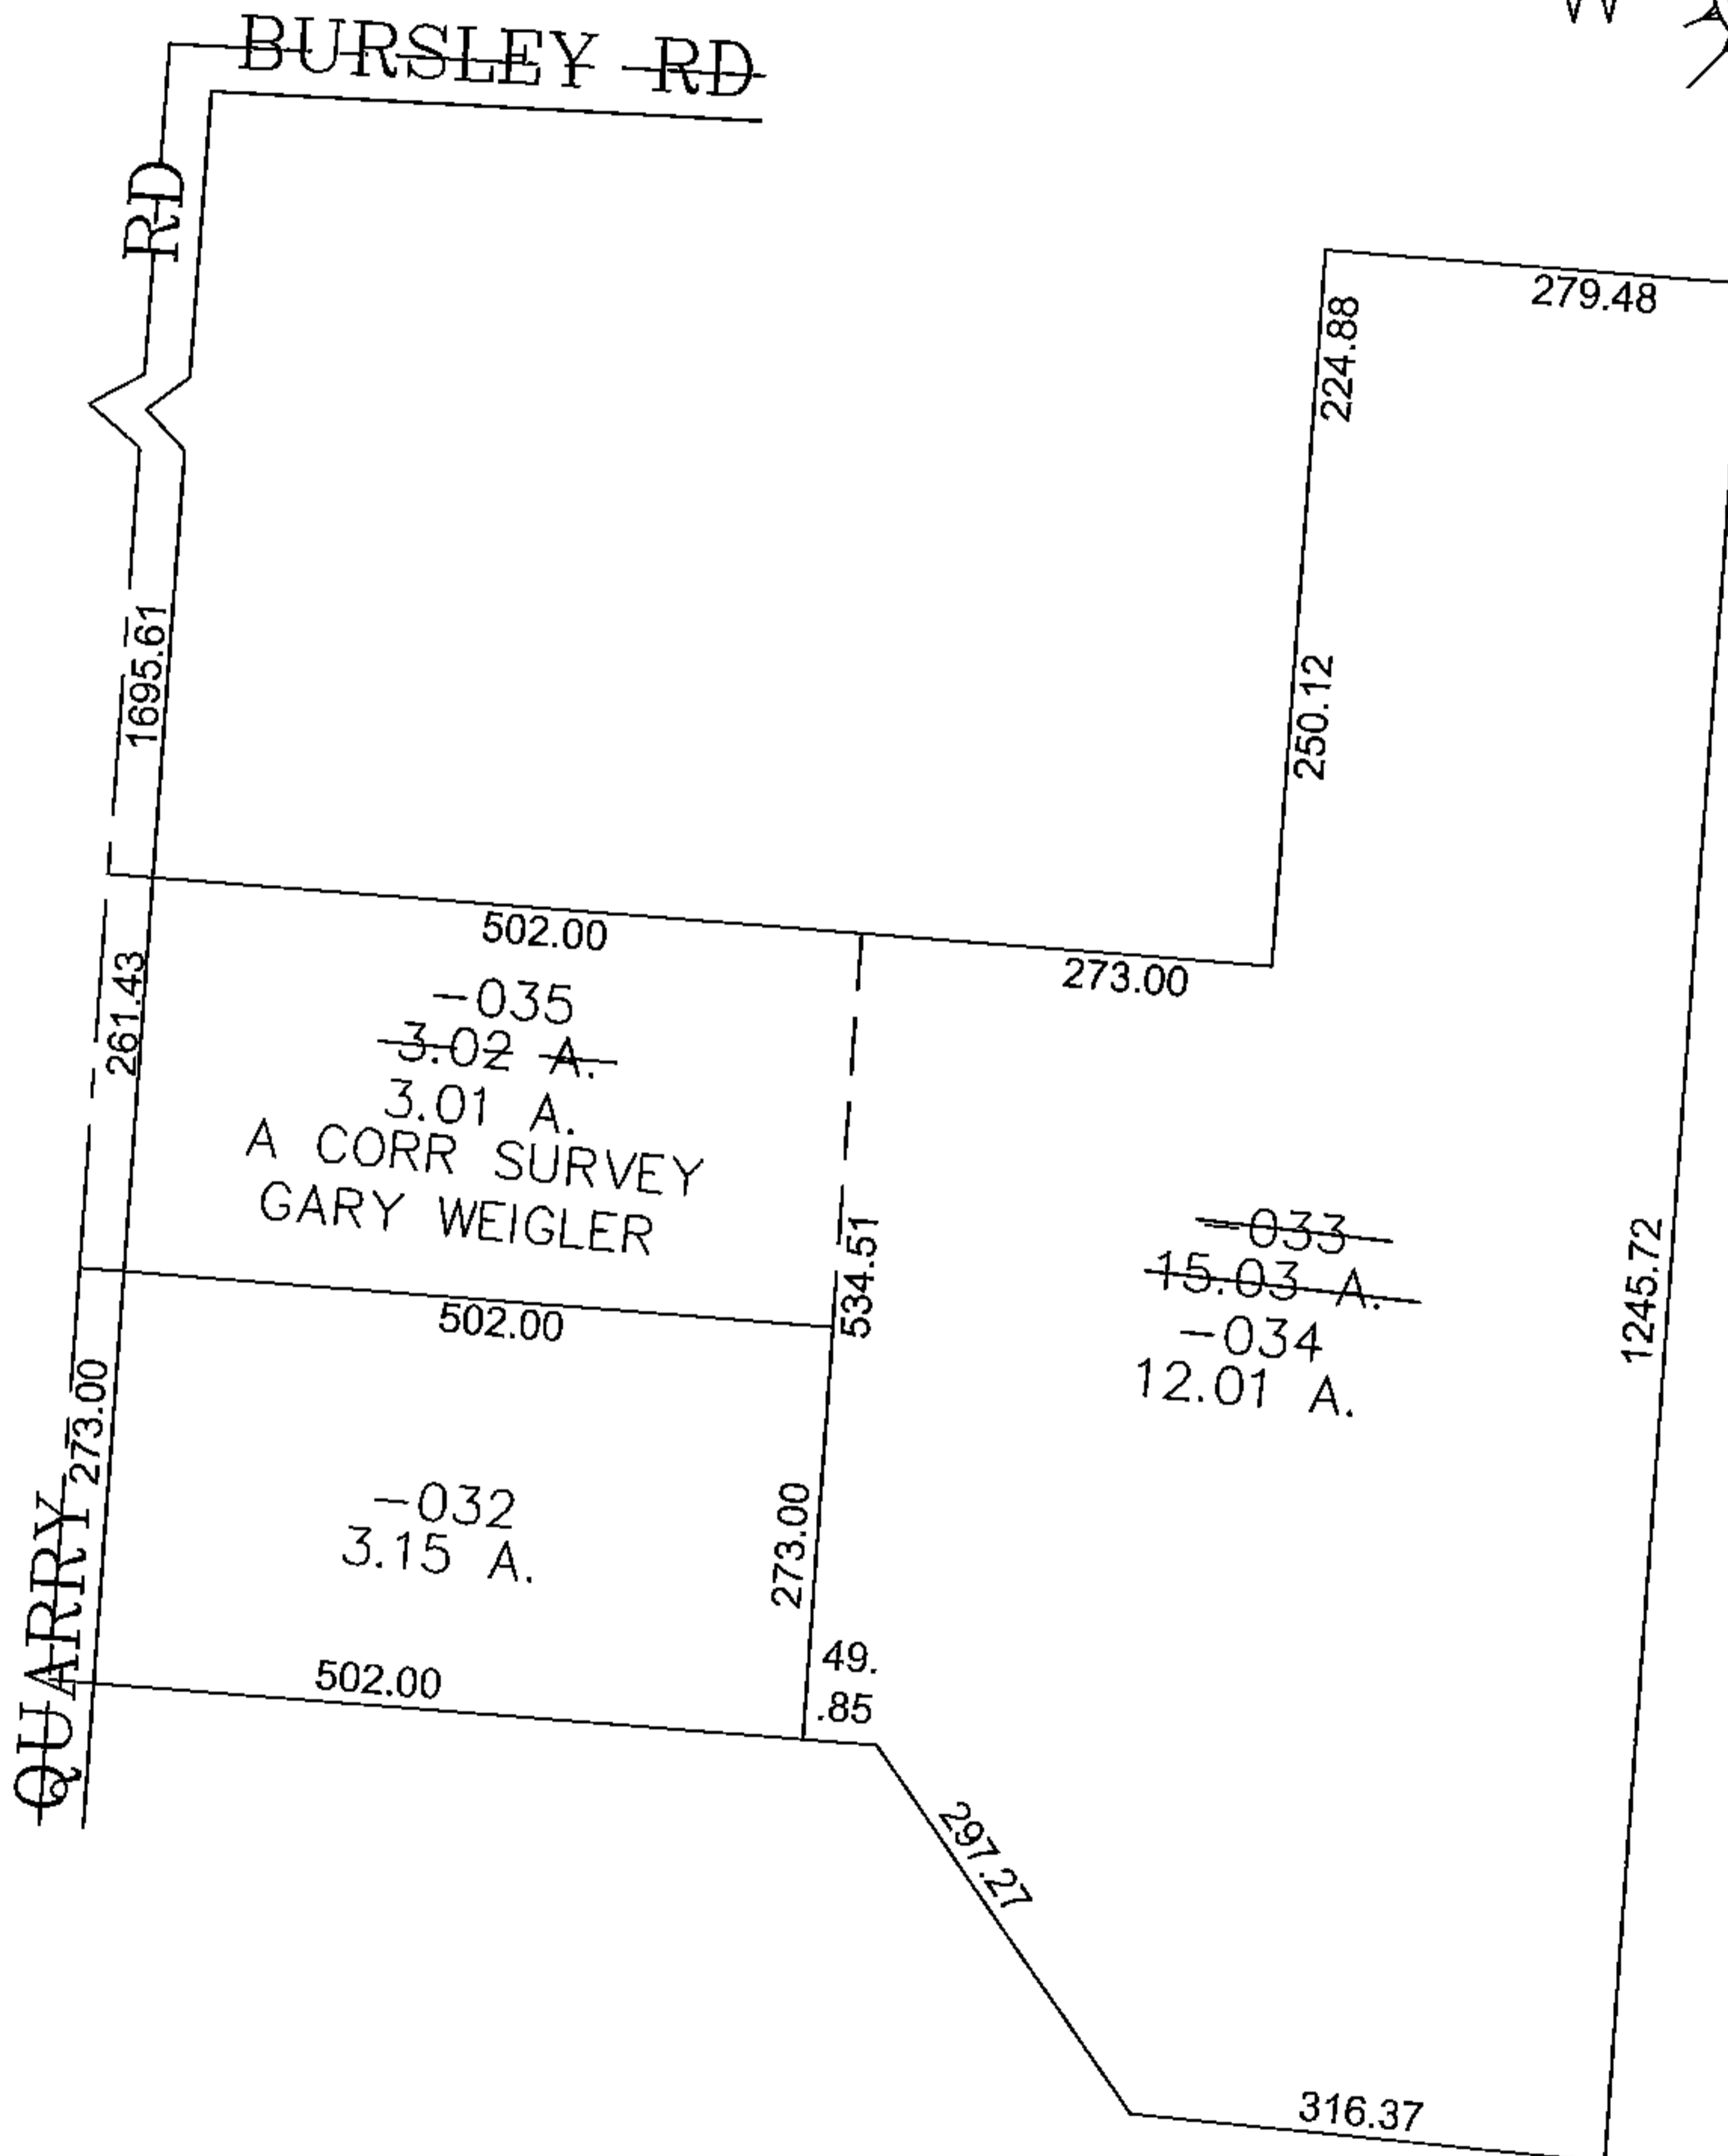 BURSLEY RD
W
RD
279.48
224.88
250.12
1695.61
502.00
273.00
261.43
-035
3.02 A.
3.01 A.
A CORR SURVEY
GARY WEIGLER
534.51
-033
15.03 A.
-034
12.01 A.
1245.72
502.00
273.00
-032
3.15 A.
273.00
QUARRY
502.00
49.
.85
297.27
316.37